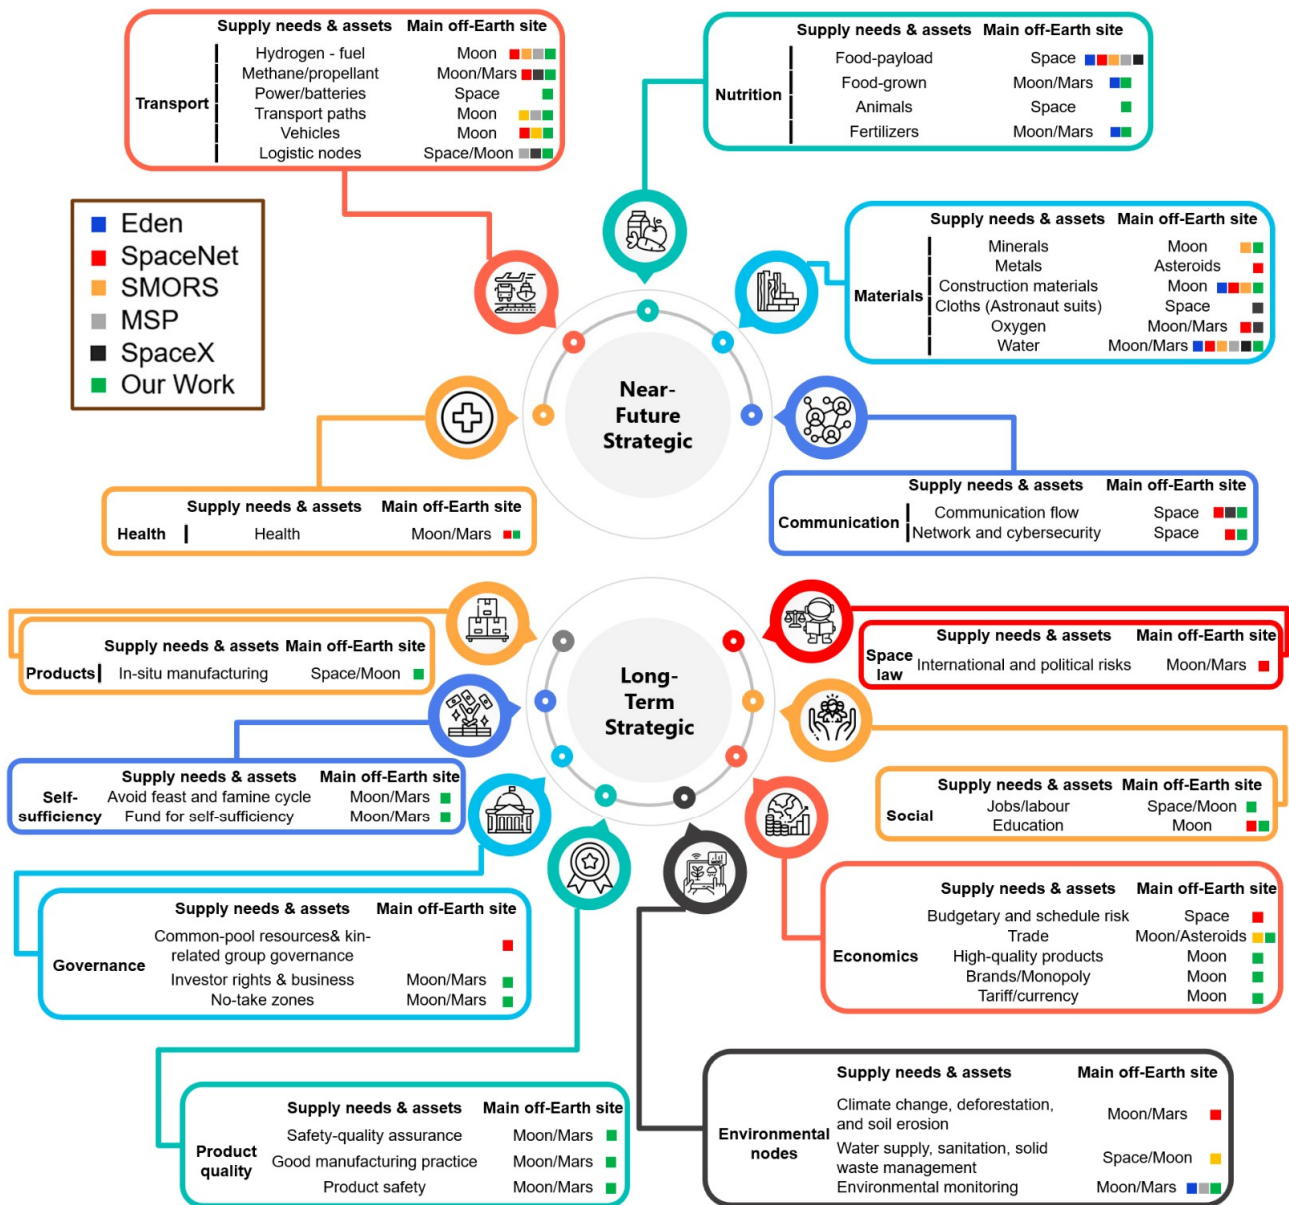 Supply needs & assets Main off-Earth site
Transport
Hydrogen - fuel Moon
Methane/propellant Moon/Mars
Power/batteries Space
Transport paths Moon
Vehicles Moon
Logistic nodes Space/Moon
Supply needs & assets Main off-Earth site
Nutrition
Food-payload Space
Food-grown Moon/Mars
Animals Space
Fertilizers Moon/Mars
Eden
SpaceNet
SMORS
MSP
SpaceX
Our Work
Supply needs & assets Main off-Earth site
Materials
Minerals Moon
Metals Asteroids
Construction materials Moon
Cloths (Astronaut suits) Space
Oxygen Moon/Mars
Water Moon/Mars
Near-
Future
Strategic
Supply needs & assets Main off-Earth site
Health Health Moon/Mars
Supply needs & assets Main off-Earth site
Communication
Communication flow Space
Network and cybersecurity Space
Long-
Term
Strategic
Supply needs & assets Main off-Earth site
Products In-situ manufacturing Space/Moon
Supply needs & assets Main off-Earth site
Space
law
International and political risks Moon/Mars
Supply needs & assets Main off-Earth site
Self-
sufficiency
Avoid feast and famine cycle Moon/Mars
Fund for self-sufficiency Moon/Mars
Supply needs & assets Main off-Earth site
Social
Jobs/labour Space/Moon
Education Moon
Supply needs & assets Main off-Earth site
Governance
Common-pool resources& kin-
related group governance
Investor rights & business Moon/Mars
No-take zones Moon/Mars
Supply needs & assets Main off-Earth site
Economics
Budgetary and schedule risk Space
Trade Moon/Asteroids
High-quality products Moon
Brands/Monopoly Moon
Tariff/currency Moon
Supply needs & assets Main off-Earth site
Product
quality
Safety-quality assurance Moon/Mars
Good manufacturing practice Moon/Mars
Product safety Moon/Mars
Supply needs & assets Main off-Earth site
Environmental
nodes
Climate change, deforestation,
and soil erosion Moon/Mars
Water supply, sanitation, solid
waste management Space/Moon
Environmental monitoring Moon/Mars